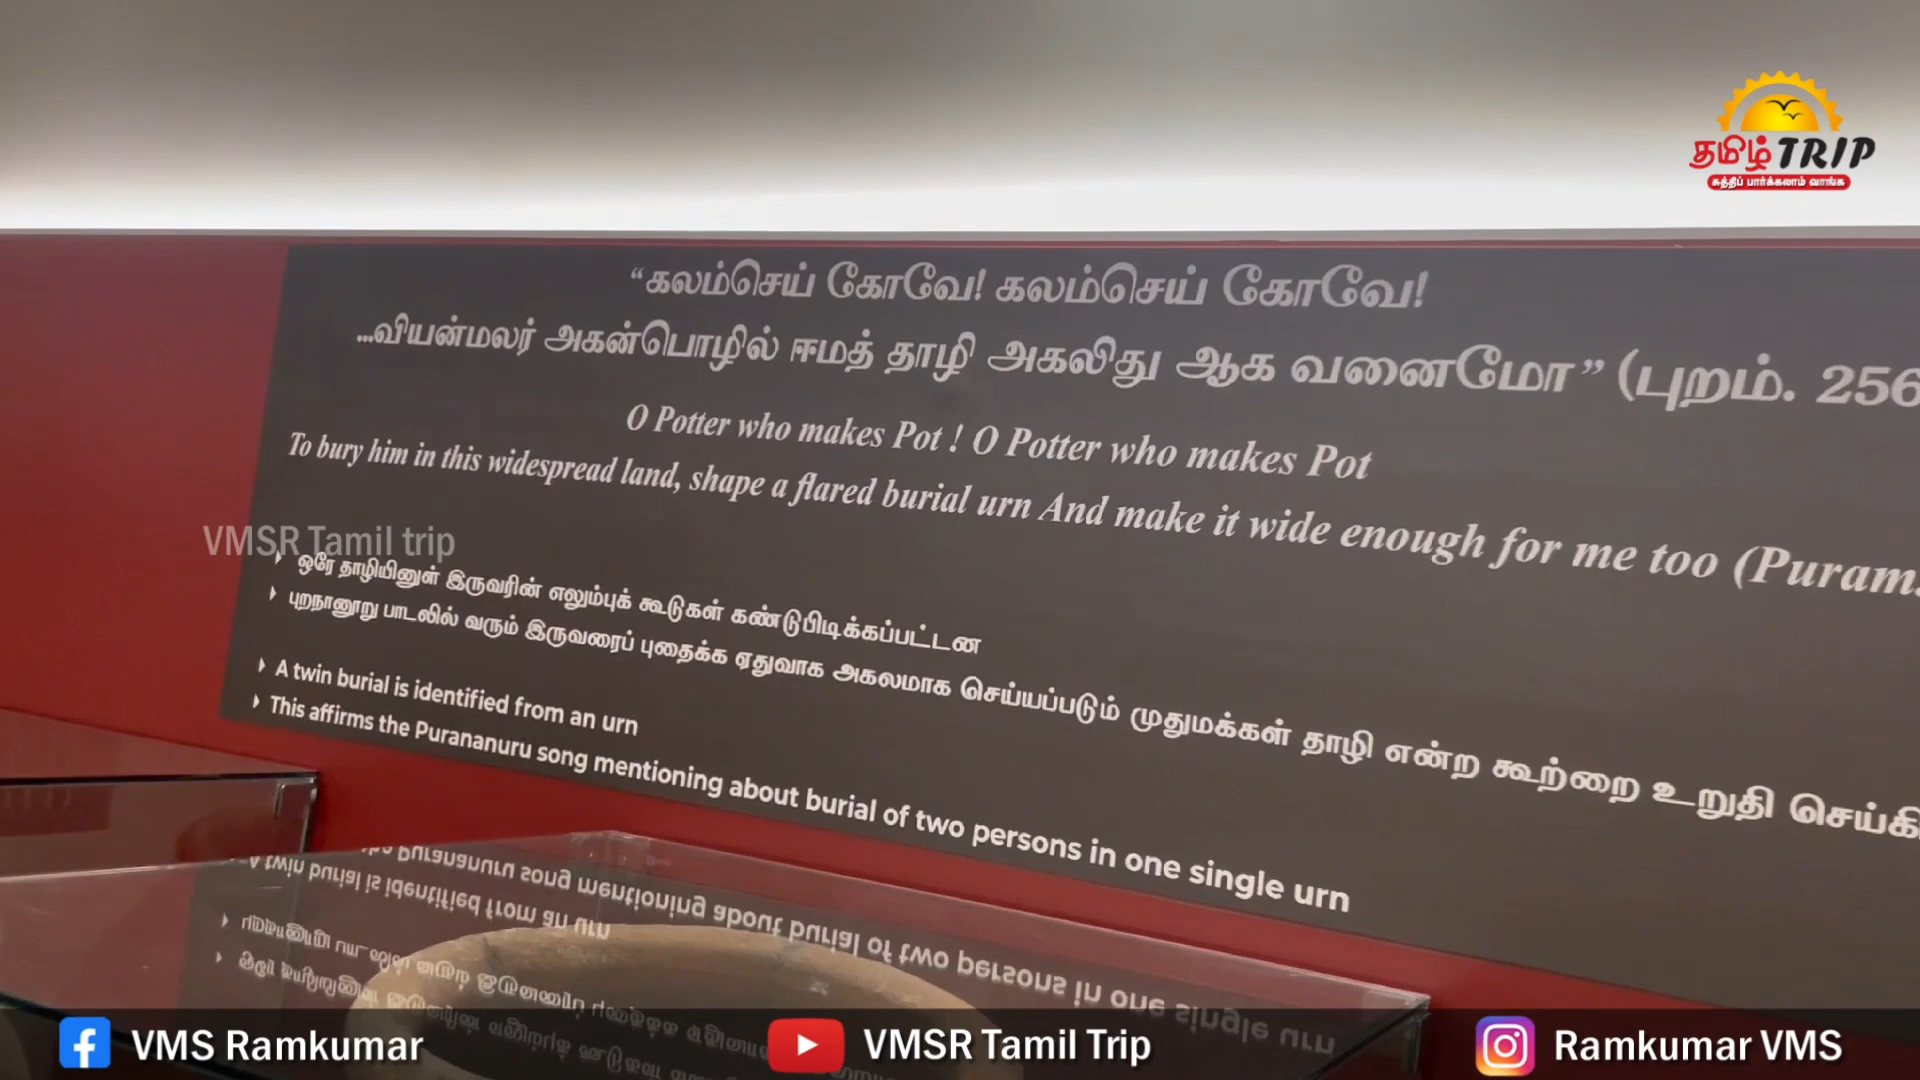 தமிழ் TRIP
சுத்திப் பார்க்கலாம் வாங்க
“கலம்செய் கோவே! கலம்செய் கோவே!
...வியன்மலர் அகன்பொழில் ஈமத் தாழி அகலிது ஆக வனைமோ” (புறம். 256
O Potter who makes Pot ! O Potter who makes Pot
To bury him in this widespread land, shape a flared burial urn And make it wide enough for me too (Puram.
VMSR Tamil trip
ஒரே தாழியினுள் இருவரின் எலும்புக் கூடுகள் கண்டுபிடிக்கப்பட்டன
புறநானூறு பாடலில் வரும் இருவரைப் புதைக்க ஏதுவாக அகலமாக செய்யப்படும் முதுமக்கள் தாழி என்ற கூற்றை உறுதி
A twin burial is identified from an urn
This affirms the Purananuru song mentioning about burial of two persons in one single urn
VMS Ramkumar
VMSR Tamil Trip
Ramkumar VMS